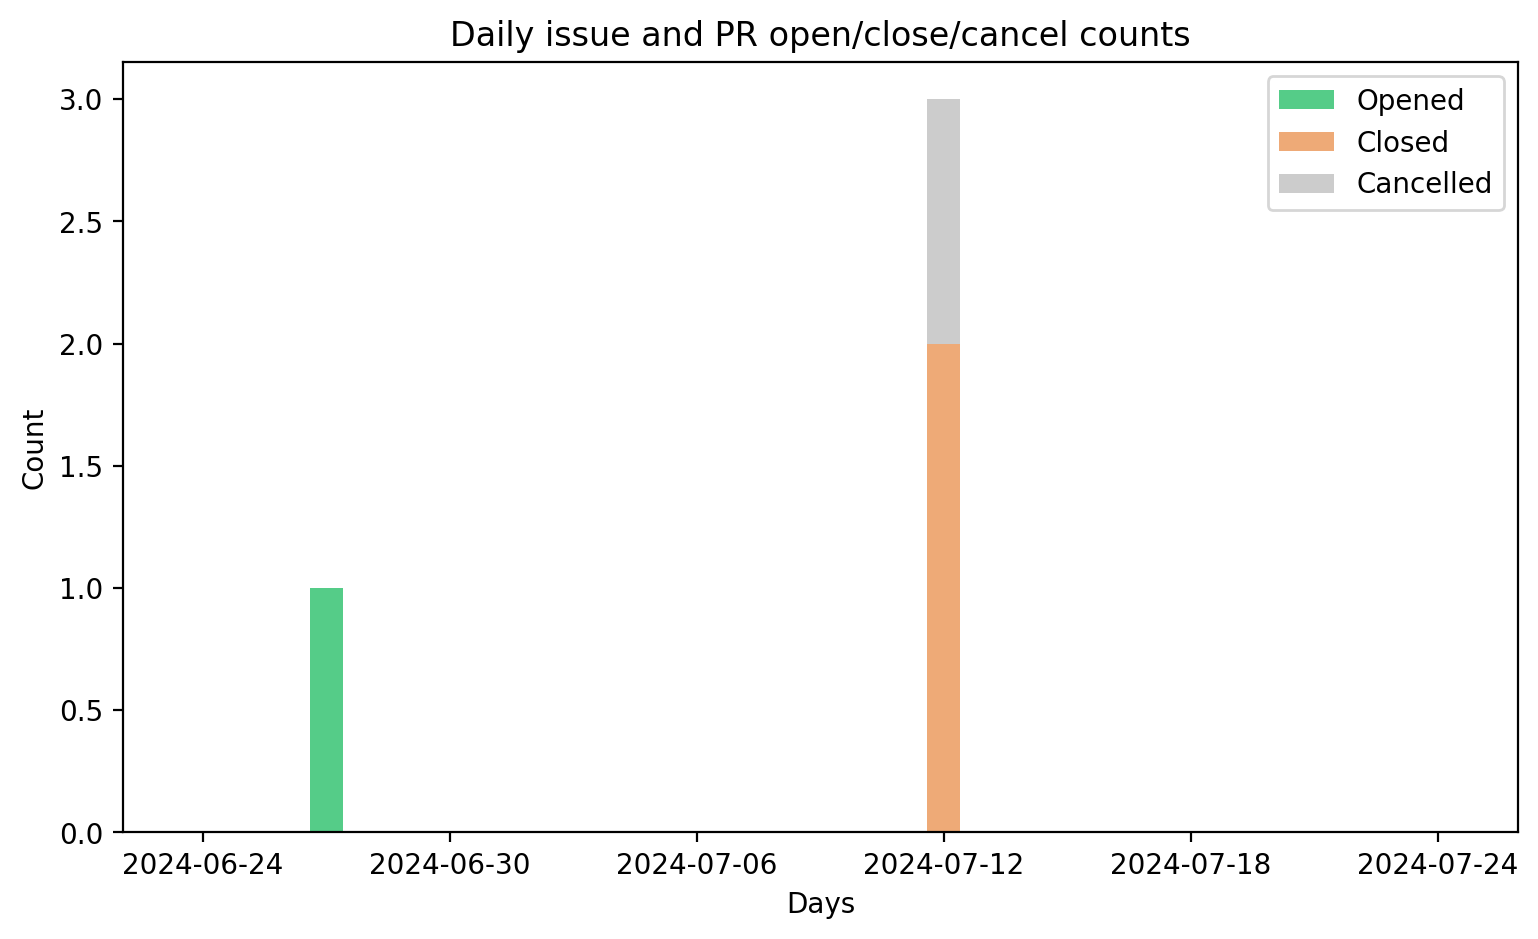 Daily issue and PR open/close/cancel counts
Opened
Closed
Cancelled
3.0
2.5
2.0
1.5
1.0
0.5
0.0
Count
2024-06-24 2024-06-30 2024-07-06 2024-07-12 2024-07-18 2024-07-24
Days